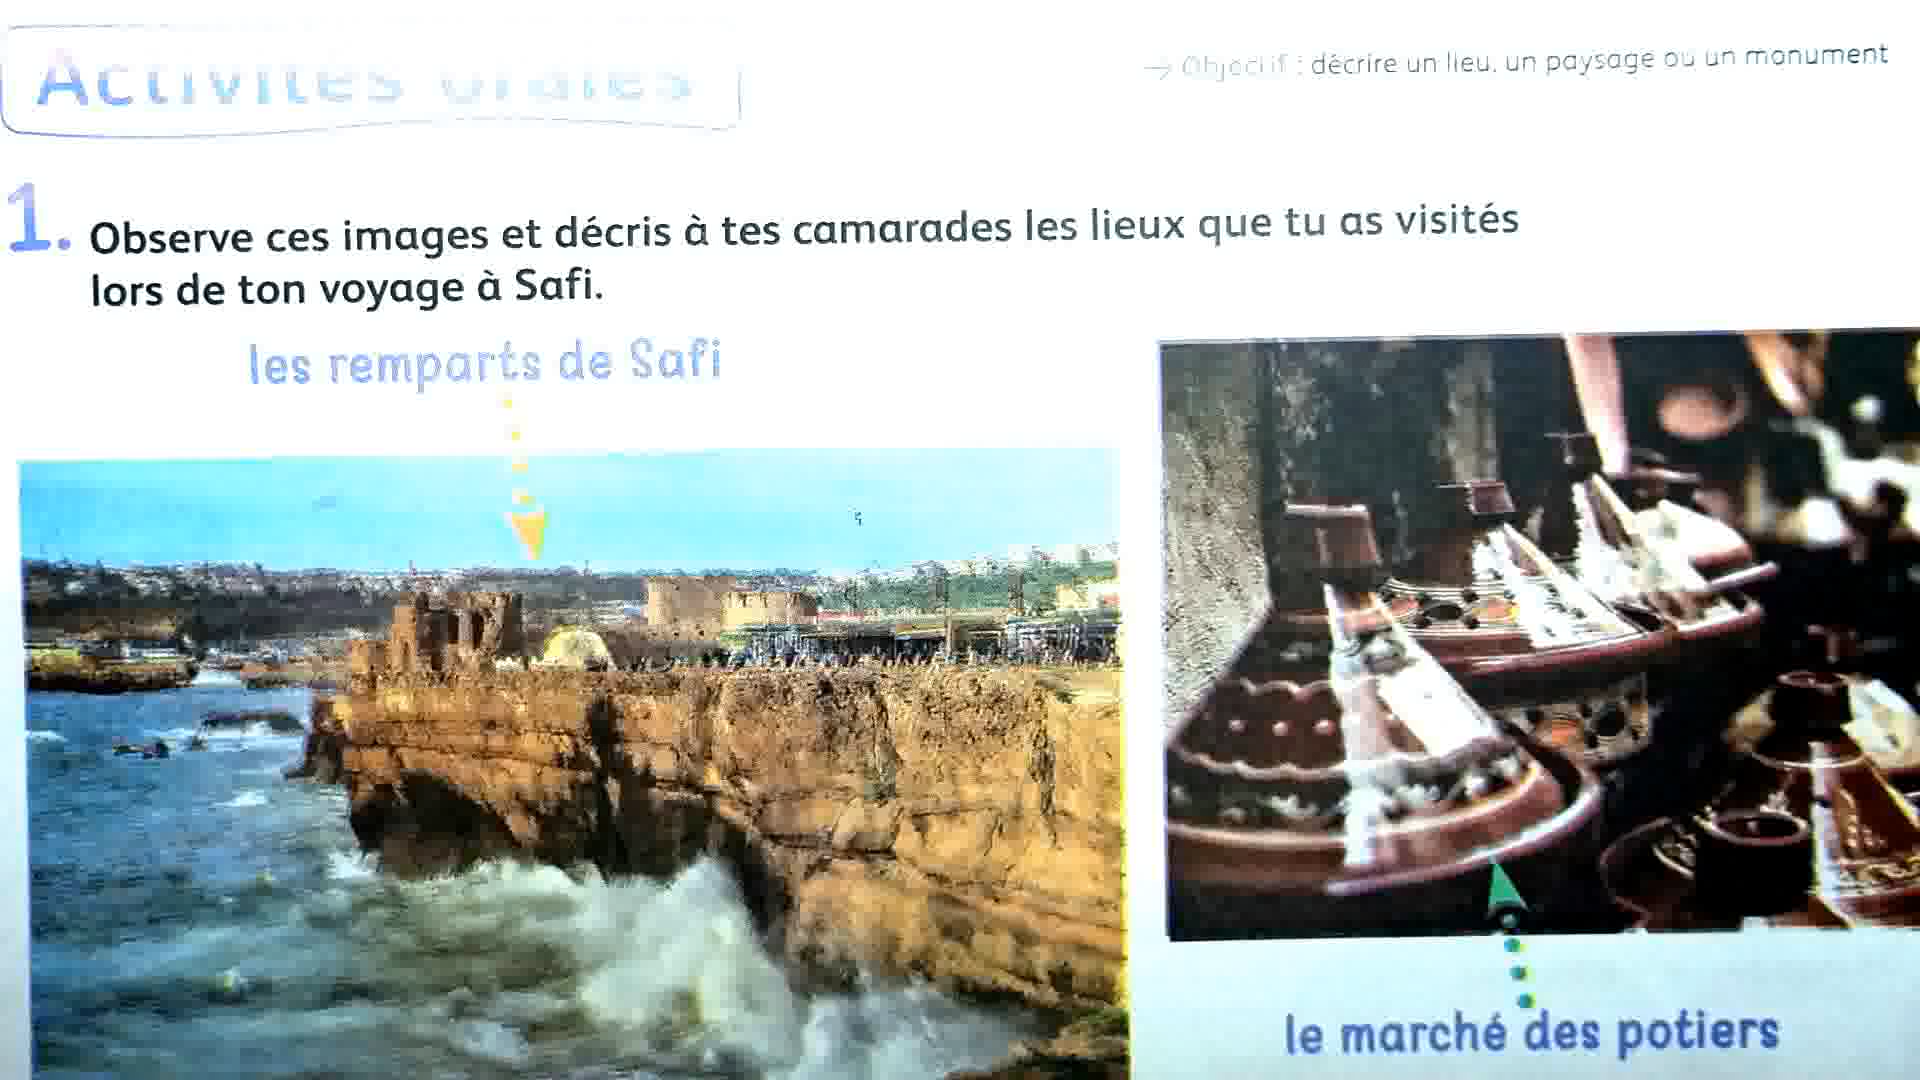 Activités orales
→ Objectif : décrire un lieu, un paysage ou un monument
1. Observe ces images et décris à tes camarades les lieux que tu as visités
lors de ton voyage à Safi.
les remparts de Safi
le marché des potiers